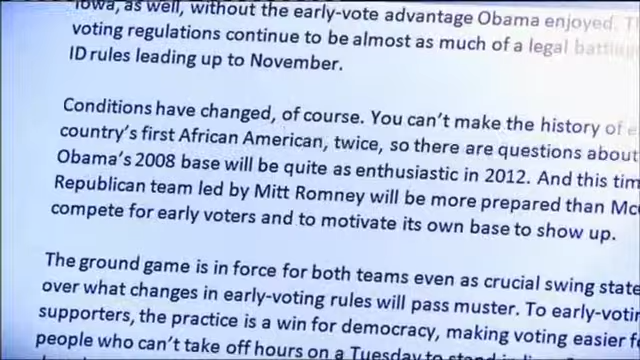 Iowa, as well, without the early-vote advantage Obama enjoyed.
voting regulations continue to be almost as much of a legal
ID rules leading up to November.
Conditions have changed, of course. You can't make the history of
country's first African American, twice, so there are questions about
Obama's 2008 base will be quite as enthusiastic in 2012. And this
Republican team led by Mitt Romney will be more prepared than
compete for early voters and to motivate its own base to show up.
The ground game is in force for both teams even as crucial swing
over what changes in early-voting rules will pass muster. To
supporters, the practice is a win for democracy, making voting easier
people who can't take off hours on a Tuesday to